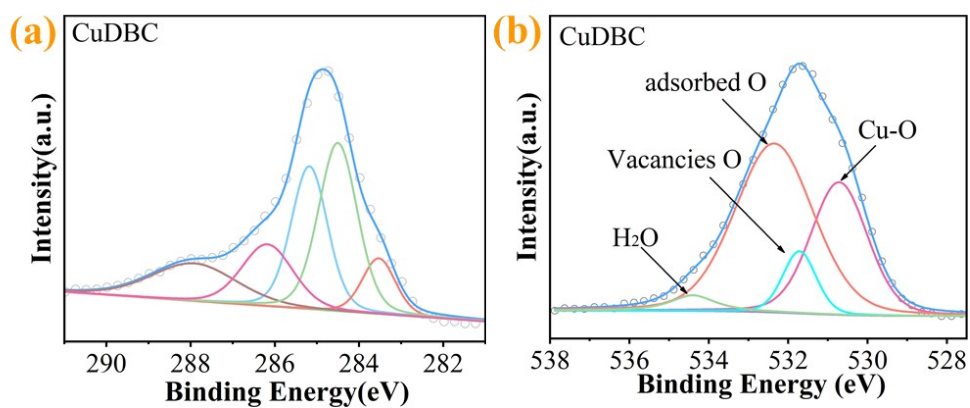 (a)
CuDBC
Intensity(a.u.)
290 288 286 284 282
Binding Energy(eV)
(b)
CuDBC
adsorbed O
Cu-O
Vacancies O
H₂O
Intensity(a.u.)
538 536 534 532 530 528
Binding Energy (eV)